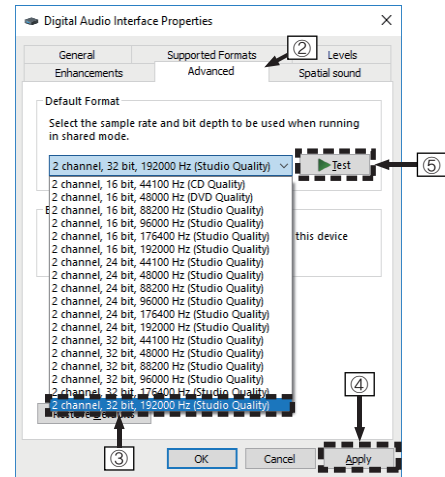 Digital Audio Interface Properties
General Supported Formats Levels
②
Enhancements Advanced Spatial sound
Default Format
Select the sample rate and bit depth to be used when running
in shared mode.
2 channel, 32 bit, 192000 Hz (Studio Quality) Test ⑤
2 channel, 16 bit, 44100 Hz (CD Quality)
2 channel, 16 bit, 48000 Hz (DVD Quality)
2 channel, 16 bit, 88200 Hz (Studio Quality)
2 channel, 16 bit, 96000 Hz (Studio Quality)
2 channel, 16 bit, 176400 Hz (Studio Quality) this device
2 channel, 16 bit, 192000 Hz (Studio Quality)
2 channel, 24 bit, 44100 Hz (Studio Quality)
2 channel, 24 bit, 48000 Hz (Studio Quality)
2 channel, 24 bit, 88200 Hz (Studio Quality)
2 channel, 24 bit, 96000 Hz (Studio Quality)
2 channel, 24 bit, 176400 Hz (Studio Quality)
2 channel, 24 bit, 192000 Hz (Studio Quality)
2 channel, 32 bit, 44100 Hz (Studio Quality)
2 channel, 32 bit, 48000 Hz (Studio Quality)
2 channel, 32 bit, 88200 Hz (Studio Quality)
2 channel, 32 bit, 96000 Hz (Studio Quality)
2 channel, 32 bit, 176400 Hz (Studio Quality)
2 channel, 32 bit, 192000 Hz (Studio Quality)
④
③
OK Cancel Apply